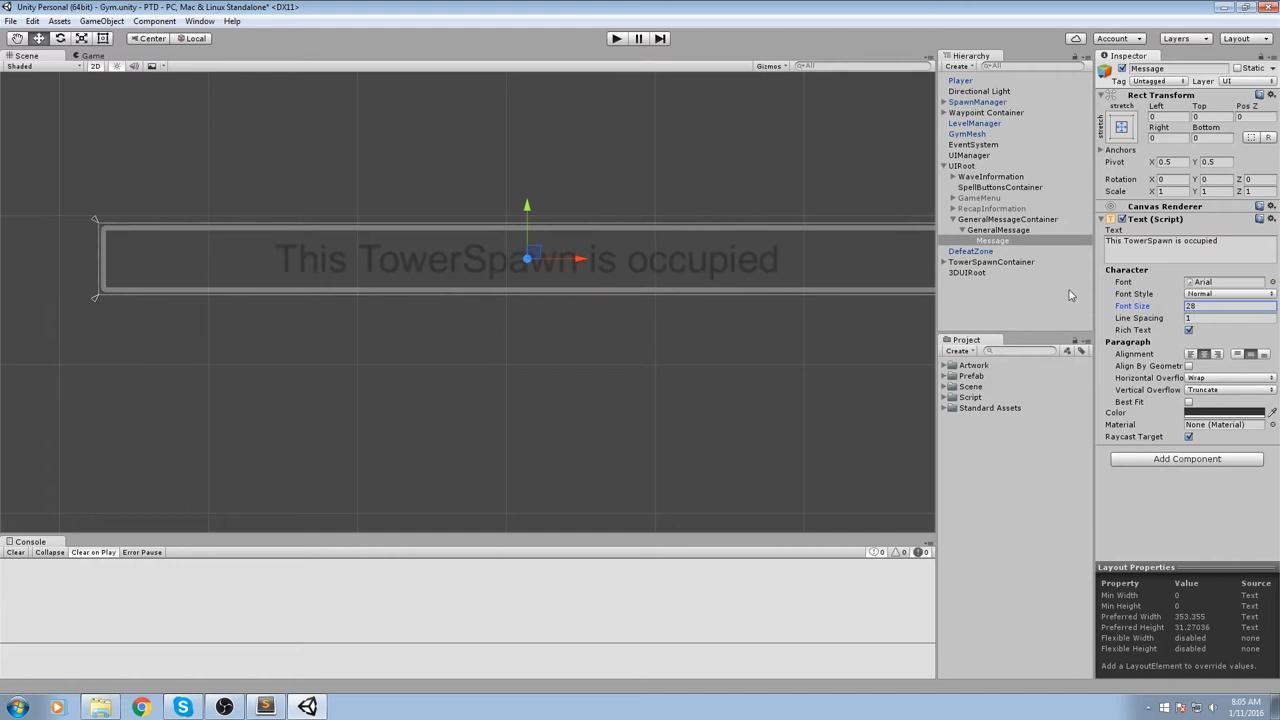 Unity Personal (64bit) - Gym.unity - PTD - PC, Mac & Linux Standalone* <DX11>
File Edit Assets GameObject Component Window Help
Center Local Account Layers Layout
Scene Game
Shaded 2D Gizmos All
This TowerSpawn is occupied
Console
Clear Collapse Clear on Play Error Pause 0 0 0
Hierarchy
Create All
Player
Directional Light
SpawnManager
Waypoint Container
LevelManager
GymMesh
EventSystem
UIManager
UIRoot
WaveInformation
SpellButtonsContainer
GameMenu
RecapInformation
GeneralMessageContainer
GeneralMessage
Message
DefeatZone
TowerSpawnContainer
3DUIRoot
Project
Create
Artwork
Prefab
Scene
Script
Standard Assets
Inspector
Message Static
Tag Untagged Layer UI
Rect Transform
stretch Left Top Pos Z
stretch 0 0 0
Right Bottom
0 0 R
Anchors
Pivot X 0.5 Y 0.5
Rotation X 0 Y 0 Z 0
Scale X 1 Y 1 Z 1
Canvas Renderer
Text (Script)
Text
This TowerSpawn is occupied
Character
Font Arial
Font Style Normal
Font Size 28
Line Spacing 1
Rich Text
Paragraph
Alignment
Align By Geometr
Horizontal Overflo Wrap
Vertical Overflow Truncate
Best Fit
Color
Material None (Material)
Raycast Target
Add Component
Layout Properties
Property Value Source
Min Width 0 Text
Min Height 0 Text
Preferred Width 353.355 Text
Preferred Height 31.27036 Text
Flexible Width disabled none
Flexible Height disabled none
Add a LayoutElement to override values.
8:05 AM
1/11/2016